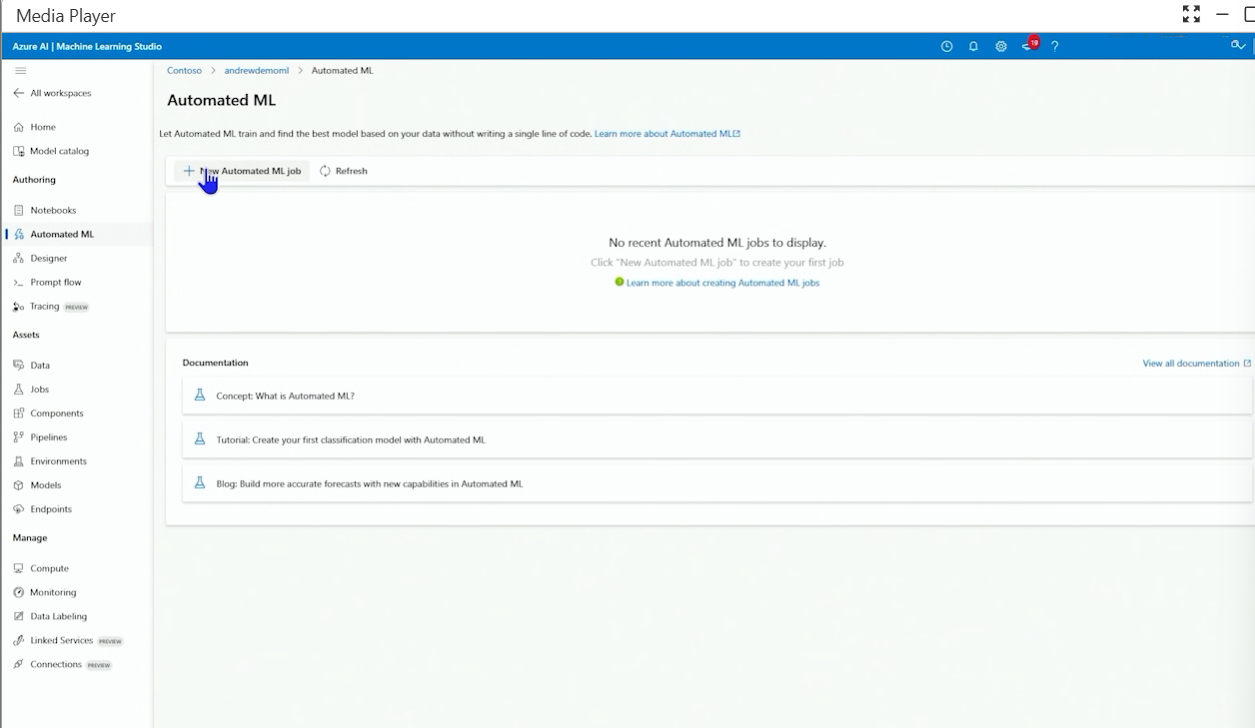 Media Player
Azure AI | Machine Learning Studio
19
?
All workspaces
Home
Model catalog
Authoring
Notebooks
Automated ML
Designer
Prompt flow
Tracing PREVIEW
Assets
Data
Jobs
Components
Pipelines
Environments
Models
Endpoints
Manage
Compute
Monitoring
Data Labeling
Linked Services PREVIEW
Connections PREVIEW
Contoso > andrewdemoml > Automated ML
Automated ML
Let Automated ML train and find the best model based on your data without writing a single line of code. Learn more about Automated ML
+ New Automated ML job Refresh
No recent Automated ML jobs to display.
Click "New Automated ML job" to create your first job
Learn more about creating Automated ML jobs
Documentation View all documentation
Concept: What is Automated ML?
Tutorial: Create your first classification model with Automated ML
Blog: Build more accurate forecasts with new capabilities in Automated ML